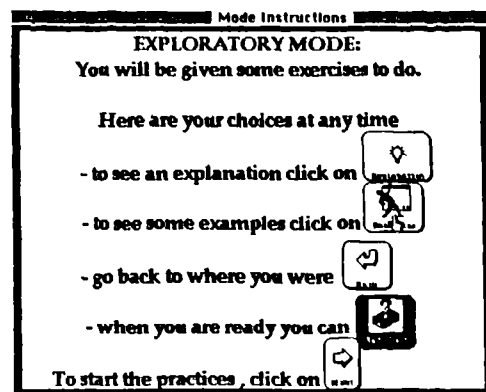 Mode Instructions
EXPLORATORY MODE:
You will be given some exercises to do.
Here are your choices at any time
- to see an explanation click on
- to see some examples click on
- go back to where you were
- when you are ready you can
To start the practices , click on